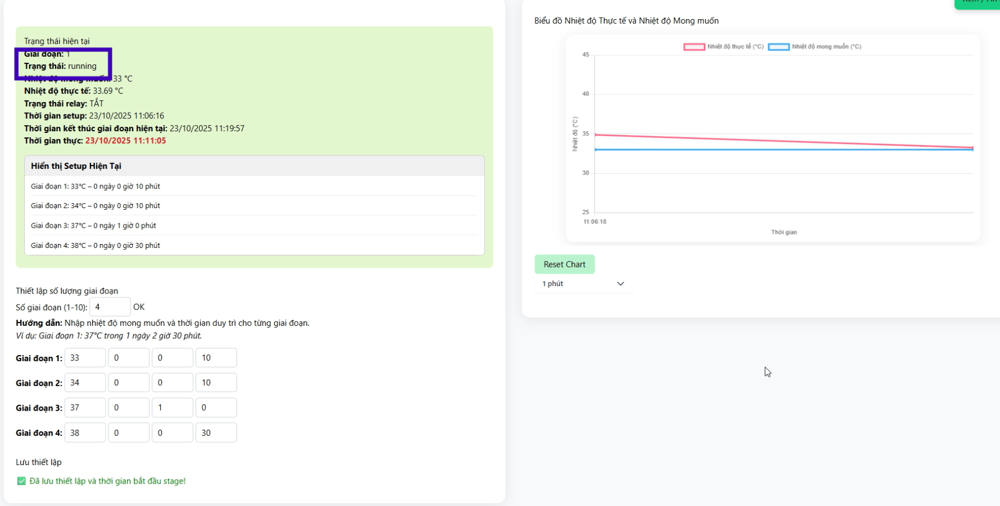 Trạng thái hiện tại
Giai đoạn: 1
Trạng thái: running
Nhiệt độ mong muốn: 33 °C
Nhiệt độ thực tế: 33.69 °C
Trạng thái relay: TẮT
Thời gian setup: 23/10/2025 11:06:16
Thời gian kết thúc giai đoạn hiện tại: 23/10/2025 11:19:57
Thời gian thực: 23/10/2025 11:11:05
Hiển thị Setup Hiện Tại
Giai đoạn 1: 33°C – 0 ngày 0 giờ 10 phút
Giai đoạn 2: 34°C – 0 ngày 0 giờ 10 phút
Giai đoạn 3: 37°C – 0 ngày 1 giờ 0 phút
Giai đoạn 4: 38°C – 0 ngày 0 giờ 30 phút
Thiết lập số lượng giai đoạn
Số giai đoạn (1-10): 4 OK
Hướng dẫn: Nhập nhiệt độ mong muốn và thời gian duy trì cho từng giai đoạn.
Ví dụ: Giai đoạn 1: 37°C trong 1 ngày 2 giờ 30 phút.
Giai đoạn 1: 33 0 0 10
Giai đoạn 2: 34 0 0 10
Giai đoạn 3: 37 0 1 0
Giai đoạn 4: 38 0 0 30
Lưu thiết lập
✅ Đã lưu thiết lập và thời gian bắt đầu stage!
Biểu đồ Nhiệt độ Thực tế và Nhiệt độ Mong muốn
Nhiệt độ thực tế (°C) Nhiệt độ mong muốn (°C)
45
40
35
30
25
Nhiệt độ (°C)
11:06:18
Thời gian
Reset Chart
1 phút